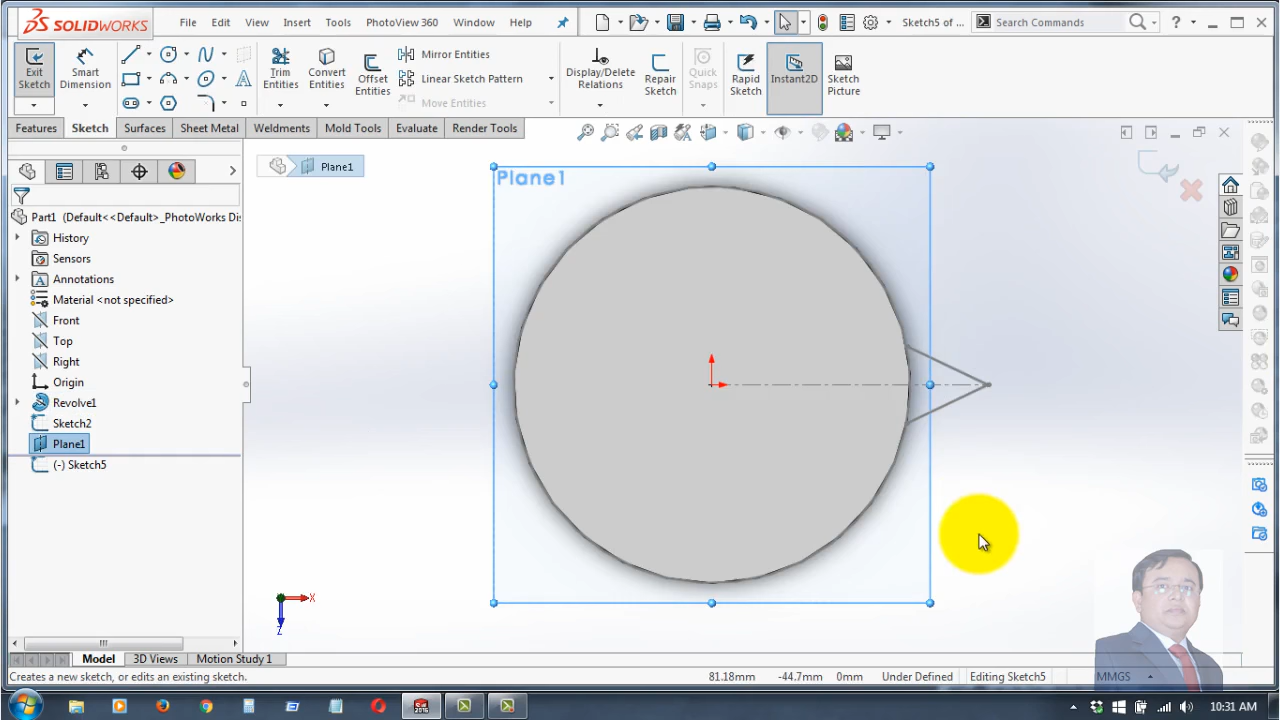 SOLIDWORKS File Edit View Insert Tools PhotoView 360 Window Help Sketch5 of ... Search Commands ?
Exit Sketch
Smart Dimension
Trim Entities
Convert Entities
Offset Entities
Mirror Entities
Linear Sketch Pattern
Move Entities
Display/Delete Relations
Repair Sketch
Quick Snaps
Rapid Sketch
Instant2D
Sketch Picture
Features Sketch Surfaces Sheet Metal Weldments Mold Tools Evaluate Render Tools
Plane1
Plane1
Part1 (Default<<Default>_PhotoWorks Dis
History
Sensors
Annotations
Material <not specified>
Front
Top
Right
Origin
Revolve1
Sketch2
Plane1
(-) Sketch5
X
Z
Model 3D Views Motion Study 1
Creates a new sketch, or edits an existing sketch. 81.18mm -44.7mm 0mm Under Defined Editing Sketch5 MMGS
2016
10:31 AM